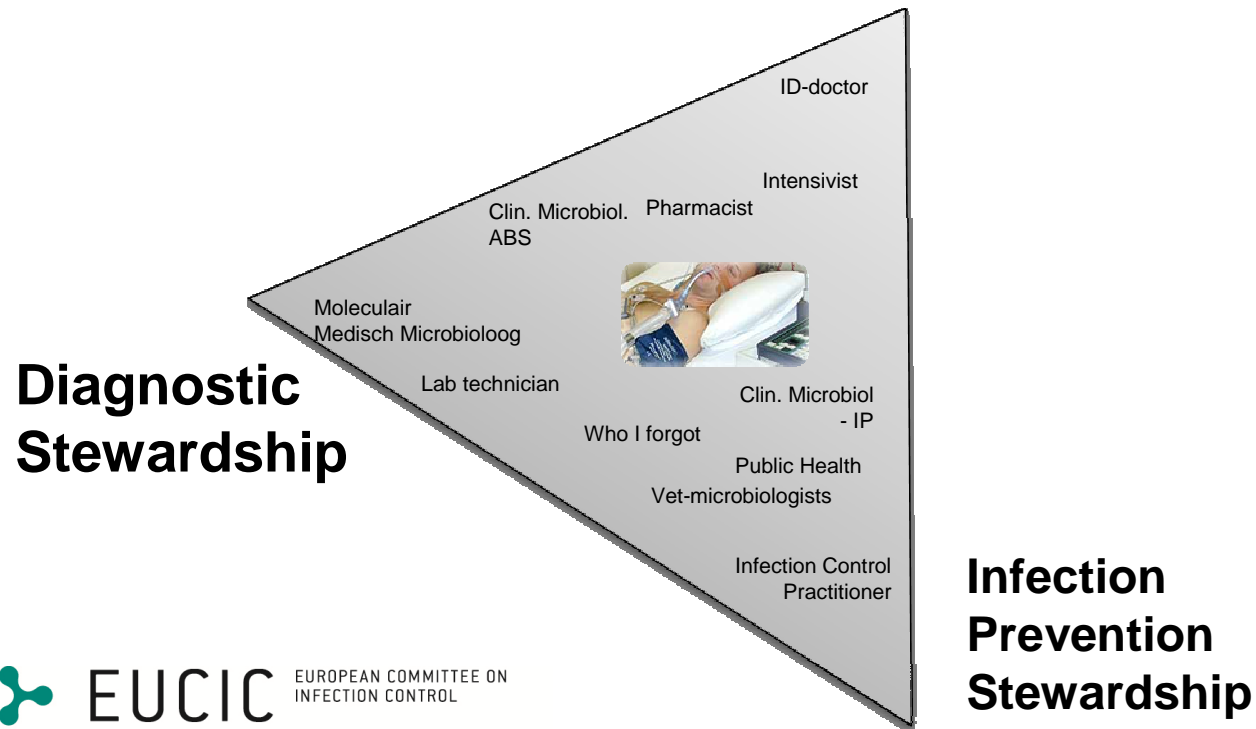 ID-doctor
Intensivist
Pharmacist
Clin. Microbiol.
ABS
Moleculair
Medisch Microbioloog
Lab technician
Clin. Microbiol
- IP
Who I forgot
Public Health
Vet-microbiologists
Infection Control
Practitioner
Diagnostic
Stewardship
Infection
Prevention
Stewardship
EUCIC
EUROPEAN COMMITTEE ON
INFECTION CONTROL